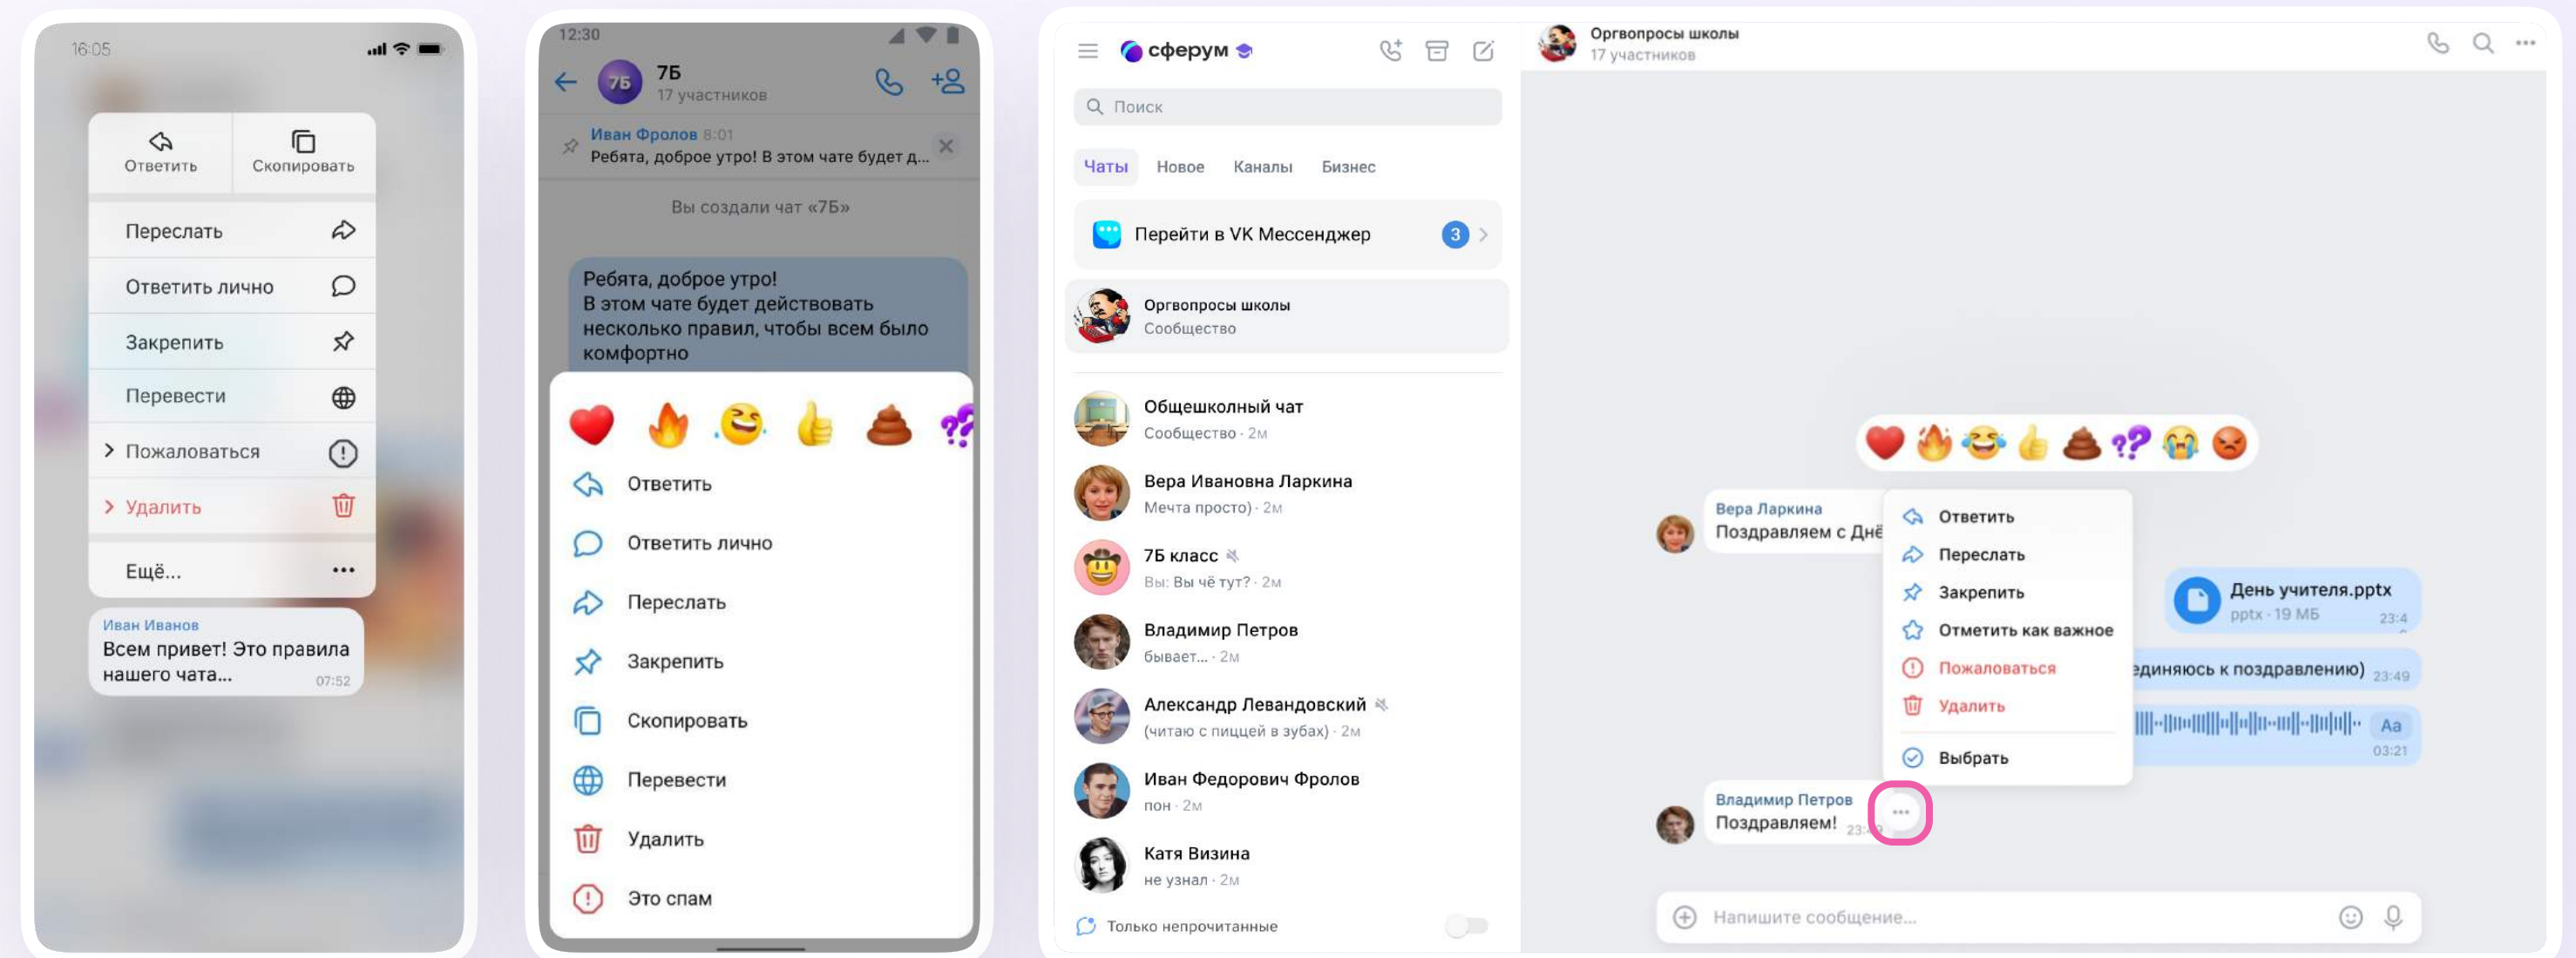 16:05
Ответить
Скопировать
Переслать
Ответить лично
Закрепить
Перевести
Пожаловаться
Удалить
Ещё...
Иван Иванов
Всем привет! Это правила
нашего чата...
07:52
12:30
7Б
7Б
17 участников
Иван Фролов 8:01
Ребята, доброе утро! В этом чате будет д...
Вы создали чат «7Б»
Ребята, доброе утро!
В этом чате будет действовать
несколько правил, чтобы всем было
комфортно
Ответить
Ответить лично
Переслать
Закрепить
Скопировать
Перевести
Удалить
Это спам
сферум
Поиск
Чаты Новое Каналы Бизнес
Перейти в VK Мессенджер 3
Оргвопросы школы
Сообщество
Общешкольный чат
Сообщество · 2м
Вера Ивановна Ларкина
Мечта просто) · 2м
7Б класс
Вы: Вы чё тут? · 2м
Владимир Петров
бывает... · 2м
Александр Левандовский
(читаю с пиццей в зубах) · 2м
Иван Федорович Фролов
пон · 2м
Катя Визина
не узнал · 2м
Только непрочитанные
Оргвопросы школы
17 участников
Вера Ларкина
Поздравляем с Днё
Ответить
Переслать
Закрепить
Отметить как важное
Пожаловаться
Удалить
Выбрать
День учителя.pptx
pptx · 19 МБ
23:4
единяюсь к поздравлению) 23:49
Aa
03:21
Владимир Петров
Поздравляем!
Напишите сообщение...